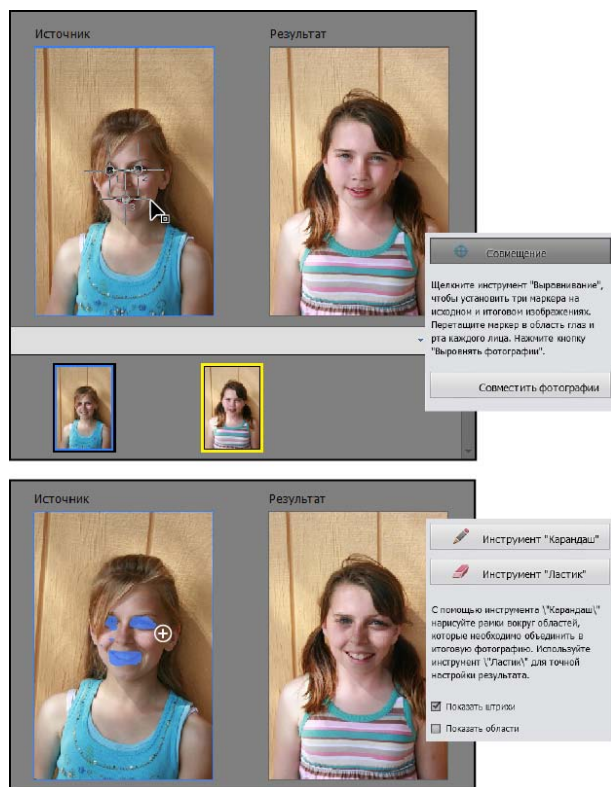 Источник
Результат
Совмещение
Щелкните инструмент "Выравнивание",
чтобы установить три маркера на
исходном и итоговом изображениях.
Перетащите маркер в область глаз и
рта каждого лица. Нажмите кнопку
"Выровнять фотографии".
Совместить фотографии
Источник
Результат
Инструмент "Карандаш"
Инструмент "Ластик"
С помощью инструмента \"Карандаш\"
нарисуйте рамки вокруг областей,
которые необходимо объединить в
итоговую фотографию. Используйте
инструмент \"Ластик\" для точной
настройки результата.
Показать штрихи
Показать области